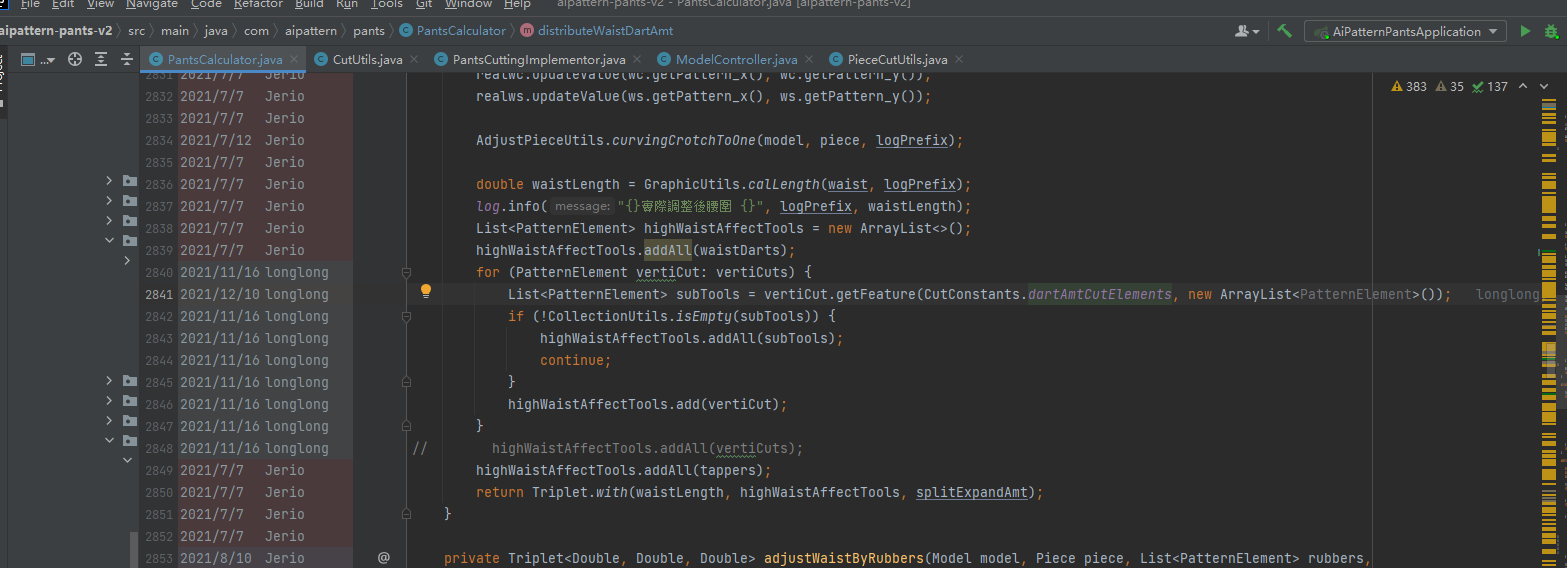 File Edit View Navigate Code Refactor Build Run Tools Git Window Help aipattern-pants-v2 - PantsCalculator.java [aipattern-pants-v2]
aipattern-pants-v2 src main java com aipattern pants PantsCalculator distributeWaistDartAmt AiPatternPantsApplication
PantsCalculator.java CutUtils.java PantsCuttingImplementor.java ModelController.java PieceCutUtils.java
2831 2021/7/7 Jerio realwc.updateValue(wc.getPattern_x(), wc.getPattern_y());
2832 2021/7/7 Jerio realws.updateValue(ws.getPattern_x(), ws.getPattern_y()); 383 35 137
2833 2021/7/7 Jerio
2834 2021/7/12 Jerio AdjustPieceUtils.curvingCrotchToOne(model, piece, logPrefix);
2835 2021/7/7 Jerio
2836 2021/7/7 Jerio double waistLength = GraphicUtils.calLength(waist, logPrefix);
2837 2021/7/7 Jerio log.info( message: "{}實際調整後腰圍 {}", logPrefix, waistLength);
2838 2021/7/7 Jerio List<PatternElement> highWaistAffectTools = new ArrayList<>();
2839 2021/7/7 Jerio highWaistAffectTools.addAll(waistDarts);
2840 2021/11/16 longlong for (PatternElement vertiCut: vertiCuts) {
2841 2021/12/10 longlong List<PatternElement> subTools = vertiCut.getFeature(CutConstants.dartAmtCutElements, new ArrayList<PatternElement>()); longlong
2842 2021/11/16 longlong if (!CollectionUtils.isEmpty(subTools)) {
2843 2021/11/16 longlong highWaistAffectTools.addAll(subTools);
2844 2021/11/16 longlong continue;
2845 2021/11/16 longlong }
2846 2021/11/16 longlong highWaistAffectTools.add(vertiCut);
2847 2021/11/16 longlong }
2848 2021/11/16 longlong // highWaistAffectTools.addAll(vertiCuts);
2849 2021/7/7 Jerio highWaistAffectTools.addAll(tappers);
2850 2021/7/7 Jerio return Triplet.with(waistLength, highWaistAffectTools, splitExpandAmt);
2851 2021/7/7 Jerio }
2852 2021/7/7 Jerio
2853 2021/8/10 Jerio @ private Triplet<Double, Double, Double> adjustWaistByRubbers(Model model, Piece piece, List<PatternElement> rubbers,